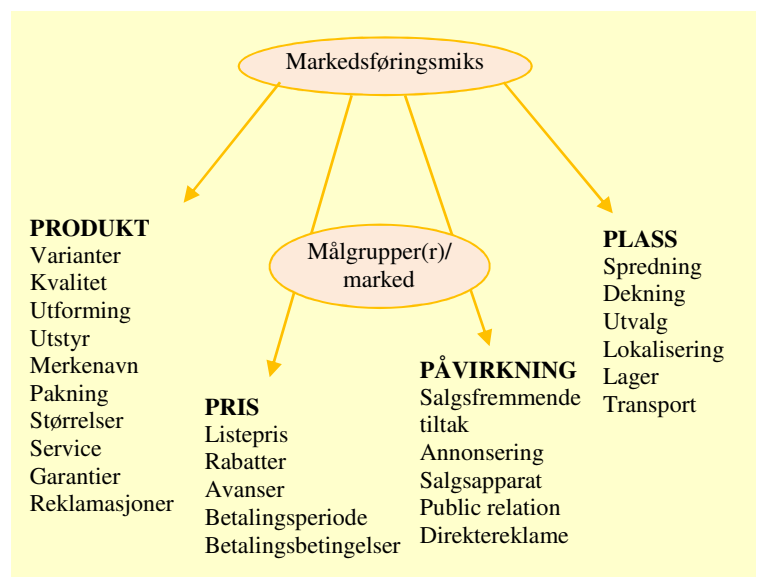 Markedsføringsmiks
Målgrupper(r)/
marked
PRODUKT
Varianter
Kvalitet
Utforming
Utstyr
Merkenavn
Pakning
Størrelser
Service
Garantier
Reklamasjoner
PRIS
Listepris
Rabatter
Avanser
Betalingsperiode
Betalingsbetingelser
PÅVIRKNING
Salgsfremmende
tiltak
Annonsering
Salgsapparat
Public relation
Direktereklame
PLASS
Spredning
Dekning
Utvalg
Lokalisering
Lager
Transport